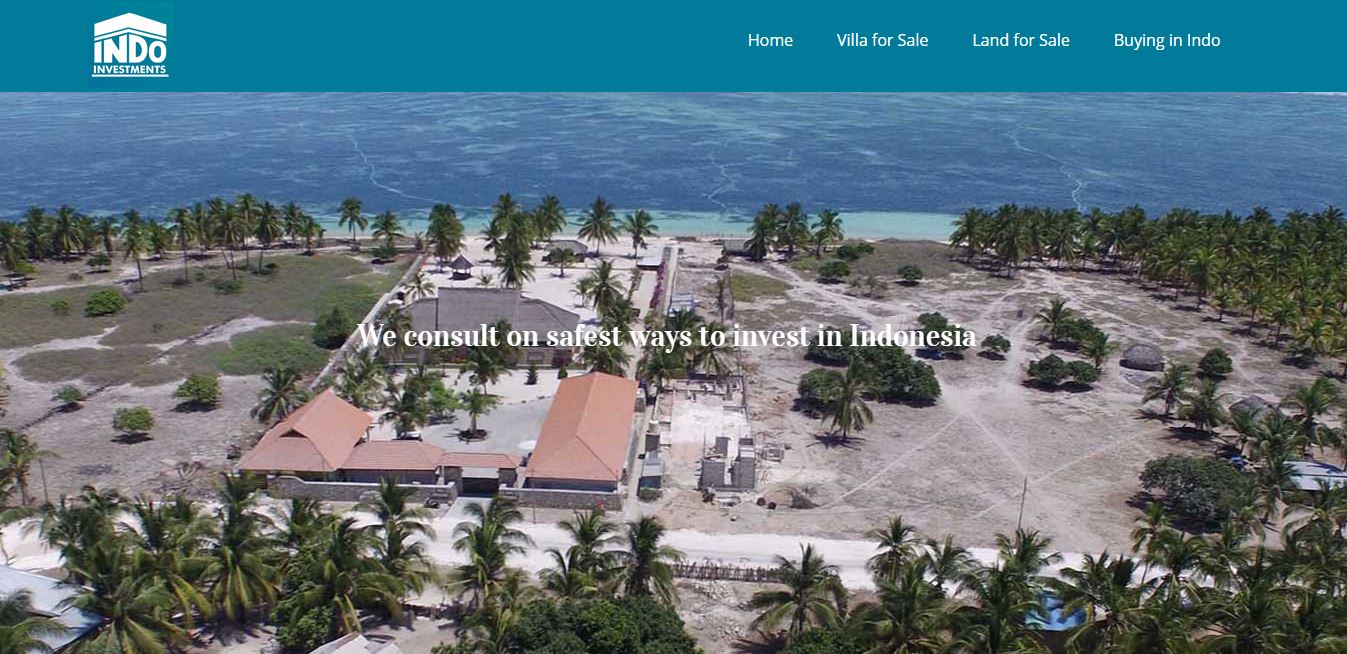 INDO
INVESTMENTS
Home
Villa for Sale
Land for Sale
Buying in Indo
We consult on safest ways to invest in Indonesia